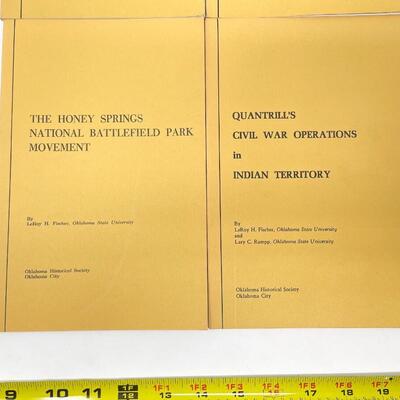 THE HONEY SPRINGS
NATIONAL BATTLEFIELD PARK
MOVEMENT
By
LeRoy H. Fischer, Oklahoma State University
Oklahoma Historical Society
Oklahoma City
QUANTRILL'S
CIVIL WAR OPERATIONS
in
INDIAN TERRITORY
By
LeRoy H. Fischer, Oklahoma State University
and
Lary C. Rampp, Oklahoma State University
Oklahoma Historical Society
Oklahoma City
1F 1F1 1F2 1F3 1F4 1F5 1F6 1F7
9 10 11 12 13 14 15 16 17 18 19